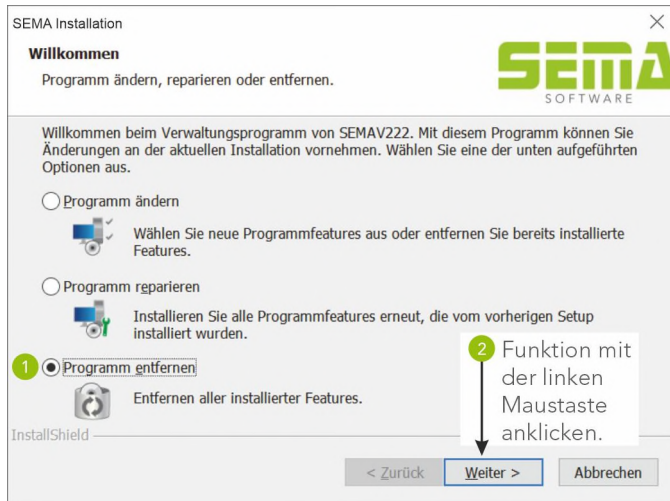 SEMA Installation
Willkommen
Programm ändern, reparieren oder entfernen.
SEMA
SOFTWARE
Willkommen beim Verwaltungsprogramm von SEMAV222. Mit diesem Programm können Sie
Änderungen an der aktuellen Installation vornehmen. Wählen Sie eine der unten aufgeführten
Optionen aus.
Programm ändern
Wählen Sie neue Programmfeatures aus oder entfernen Sie bereits installierte
Features.
Programm reparieren
Installieren Sie alle Programmfeatures erneut, die vom vorherigen Setup
installiert wurden.
1 Programm entfernen
Entfernen aller installierter Features.
2 Funktion mit
der linken
Maustaste
anklicken.
InstallShield
< Zurück Weiter > Abbrechen